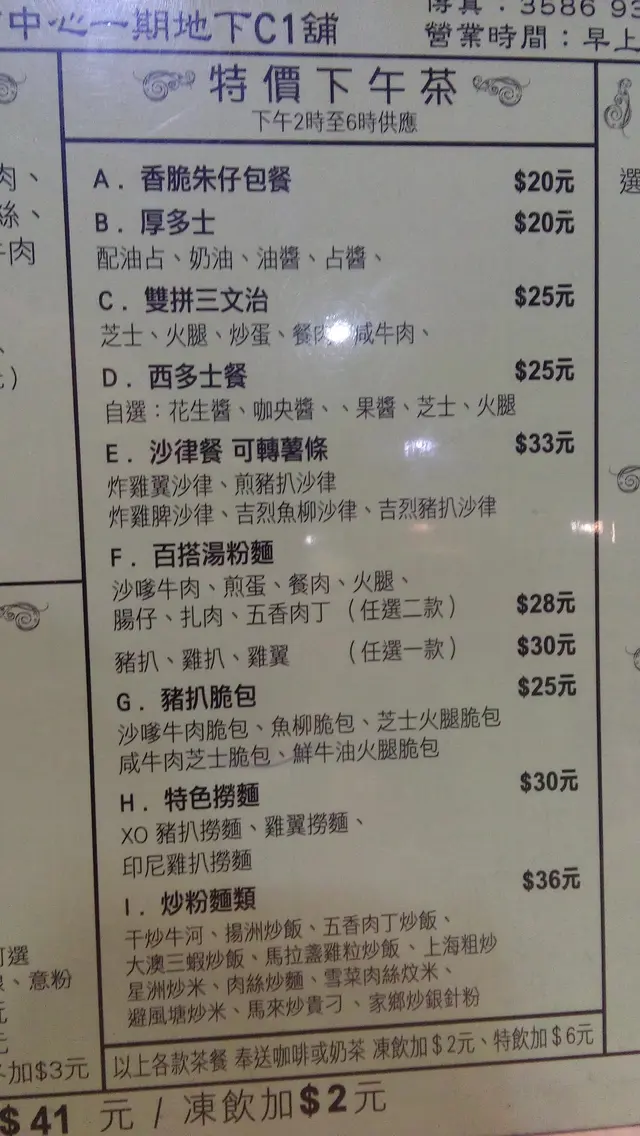 中心一期地下C1舖
傳真：3586 93
營業時間：早上
肉、
絲、
牛肉
、
)
特價下午茶
下午2時至6時供應
A．香脆朱仔包餐 $20元
B．厚多士 $20元
配油占、奶油、油醬、占醬、
C．雙拼三文治 $25元
芝士、火腿、炒蛋、餐肉、咸牛肉、
D．西多士餐 $25元
自選：花生醬、咖央醬、、果醬、芝士、火腿
E．沙律餐 可轉薯條 $33元
炸雞翼沙律、煎豬扒沙律
炸雞脾沙律、吉烈魚柳沙律、吉烈豬扒沙律
F．百搭湯粉麵
沙嗲牛肉、煎蛋、餐肉、火腿、
腸仔、扎肉、五香肉丁（任選二款） $28元
豬扒、雞扒、雞翼 （任選一款） $30元
G．豬扒脆包 $25元
沙嗲牛肉脆包、魚柳脆包、芝士火腿脆包
咸牛肉芝士脆包、鮮牛油火腿脆包
H．特色撈麵 $30元
XO 豬扒撈麵、雞翼撈麵、
印尼雞扒撈麵
I．炒粉麵類 $36元
干炒牛河、揚洲炒飯、五香肉丁炒飯、
大澳三蝦炒飯、馬拉盞雞粒炒飯、上海粗炒
星洲炒米、肉絲炒麵、雪菜肉絲炆米、
避風塘炒米、馬來炒貴刁、家鄉炒銀針粉
以上各款茶餐 奉送咖啡或奶茶 凍飲加$2元、特飲加$6元
選
可選
、意粉
元
元
加$3元
$41 元 / 凍飲加$2元